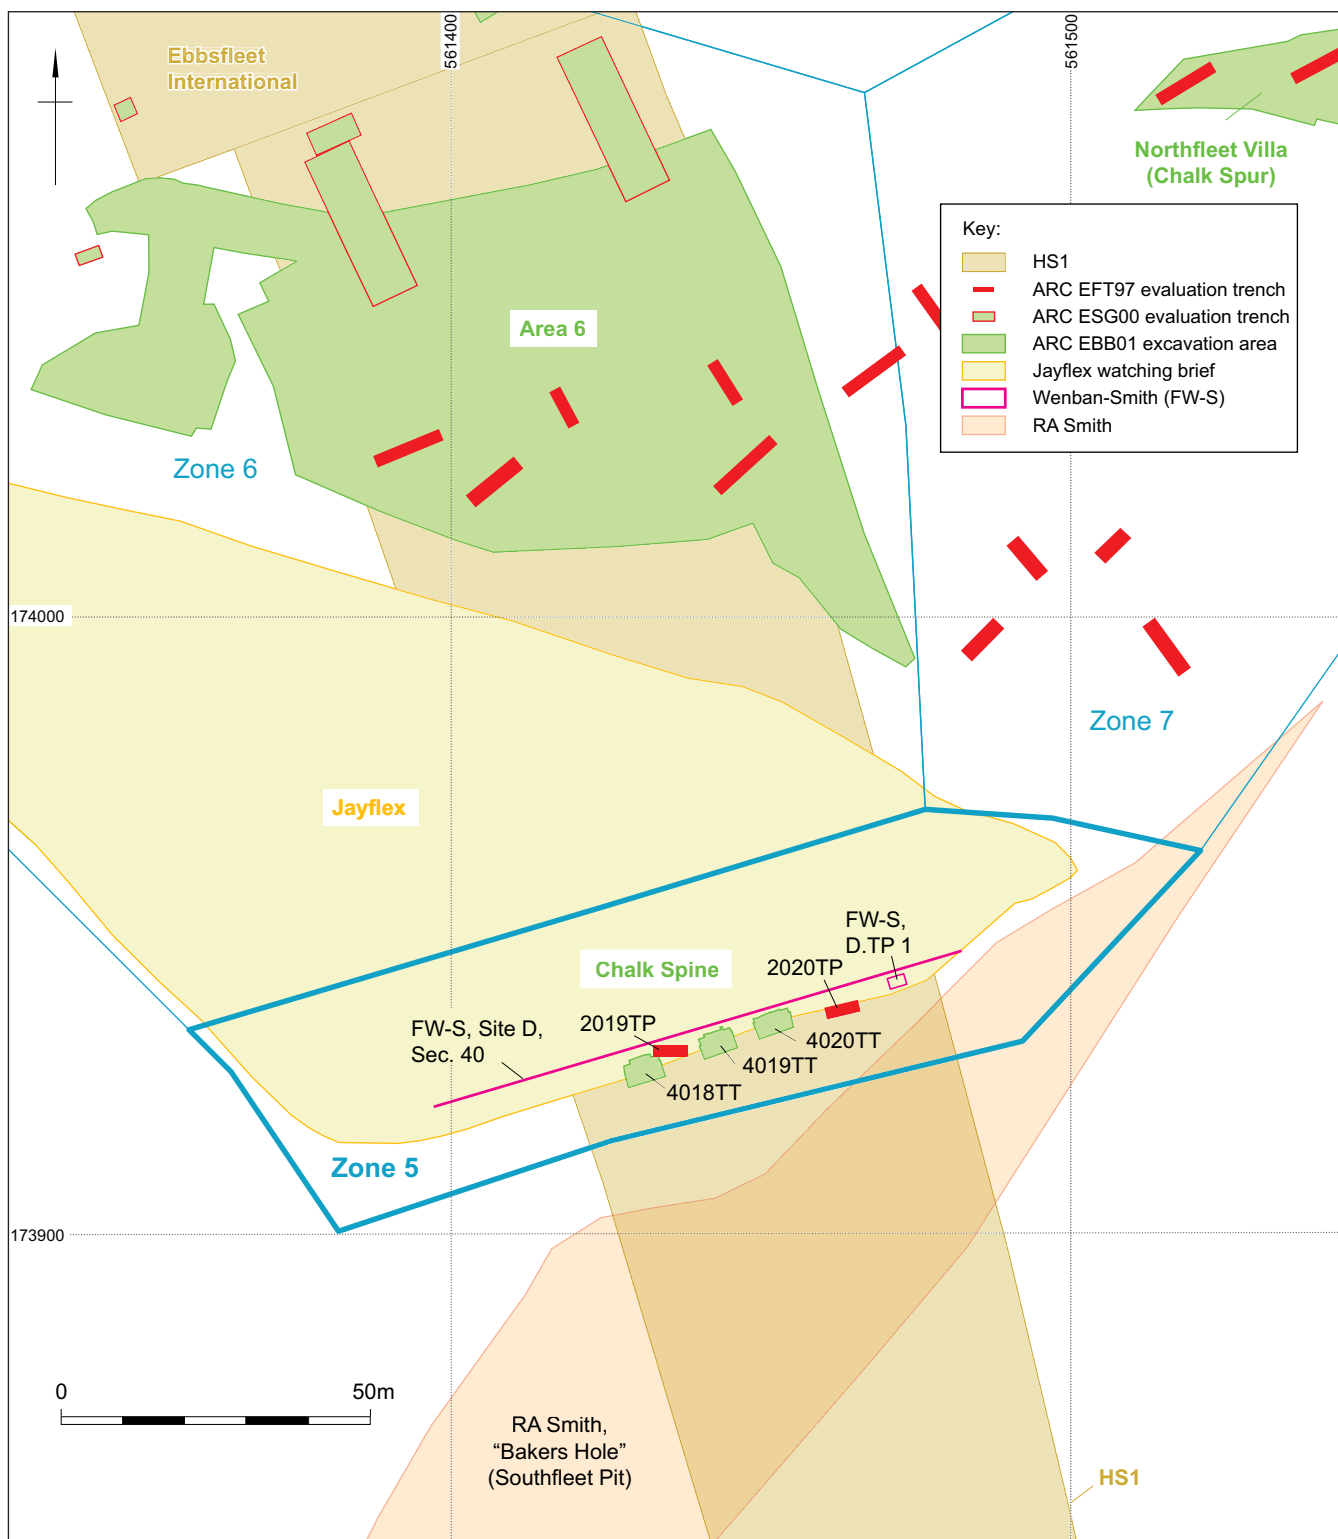 561400
561500
Ebbsfleet
International
Northfleet Villa
(Chalk Spur)
Key:
HS1
ARC EFT97 evaluation trench
ARC ESG00 evaluation trench
ARC EBB01 excavation area
Jayflex watching brief
Wenban-Smith (FW-S)
RA Smith
Area 6
Zone 6
174000
Zone 7
Jayflex
FW-S,
D.TP 1
Chalk Spine
2020TP
FW-S, Site D,
Sec. 40
2019TP
4020TT
4019TT
4018TT
Zone 5
173900
0
50m
RA Smith,
“Bakers Hole”
(Southfleet Pit)
HS1